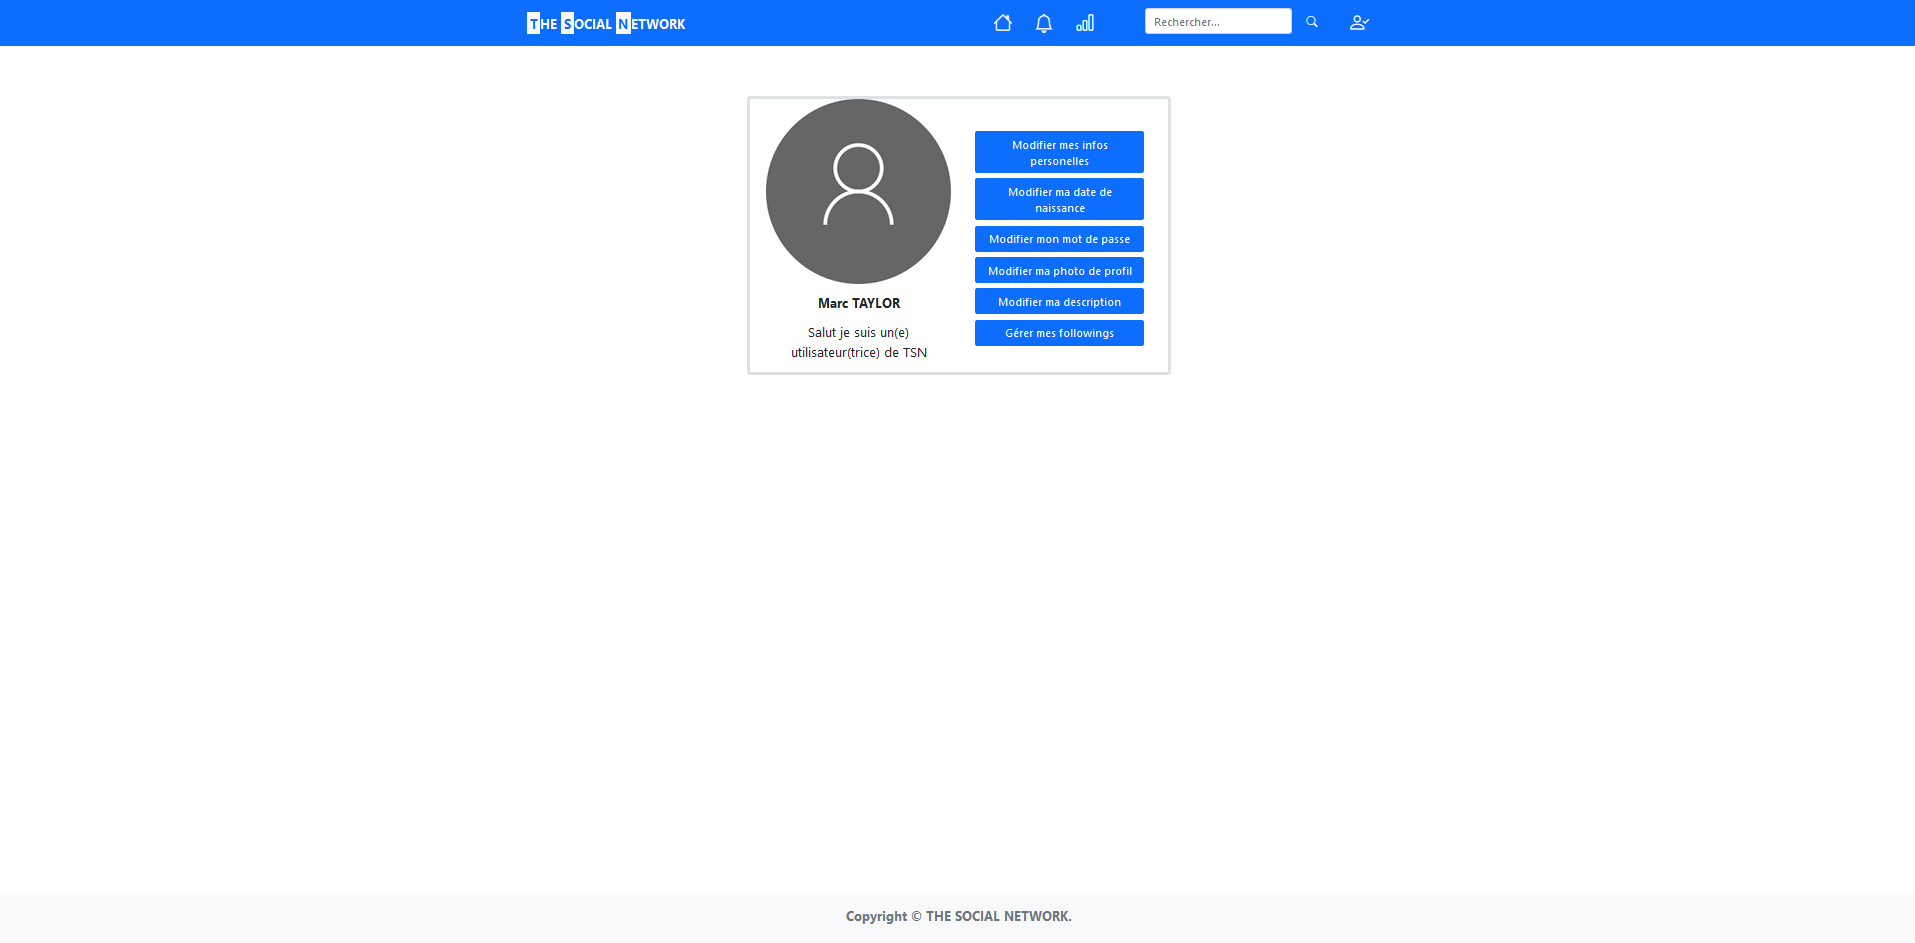 THE SOCIAL NETWORK
Rechercher...
Marc TAYLOR
Salut je suis un(e)
utilisateur(trice) de TSN
Modifier mes infos
personelles
Modifier ma date de
naissance
Modifier mon mot de passe
Modifier ma photo de profil
Modifier ma description
Gérer mes followings
Copyright © THE SOCIAL NETWORK.